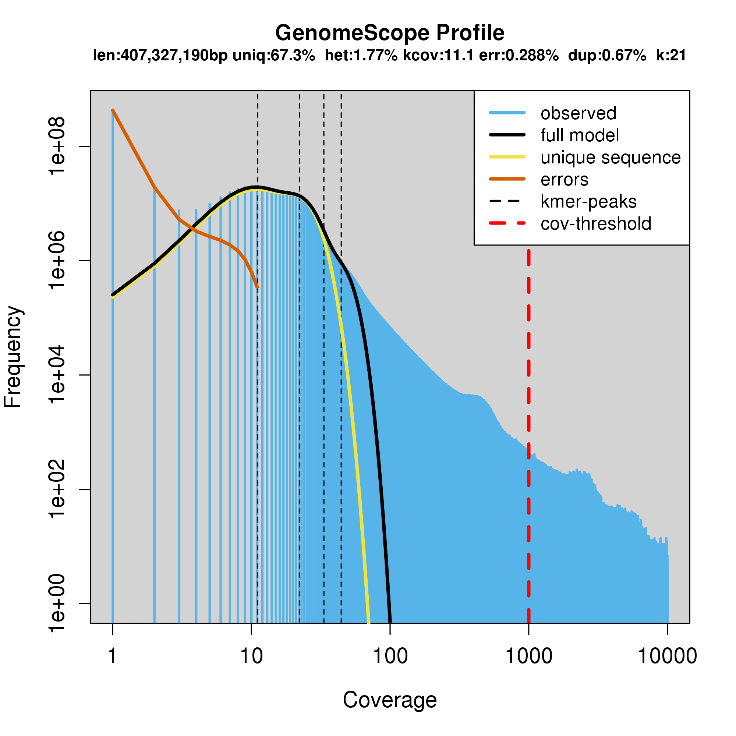 GenomeScope Profile
len:407,327,190bp uniq:67.3% het:1.77% kcov:11.1 err:0.288% dup:0.67% k:21
observed
full model
unique sequence
errors
kmer-peaks
cov-threshold
Frequency
1e+08
1e+06
1e+04
1e+02
1e+00
1 10 100 1000 10000
Coverage